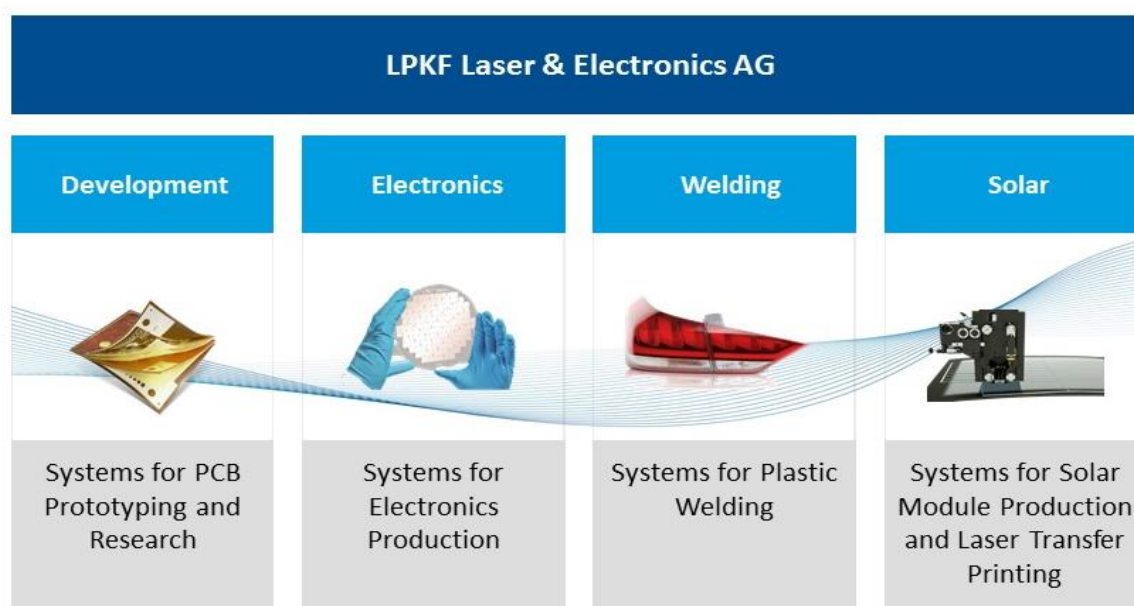 LPKF Laser & Electronics AG
Development
Electronics
Welding
Solar
Systems for PCB
Prototyping and
Research
Systems for
Electronics
Production
Systems for Plastic
Welding
Systems for Solar
Module Production
and Laser Transfer
Printing